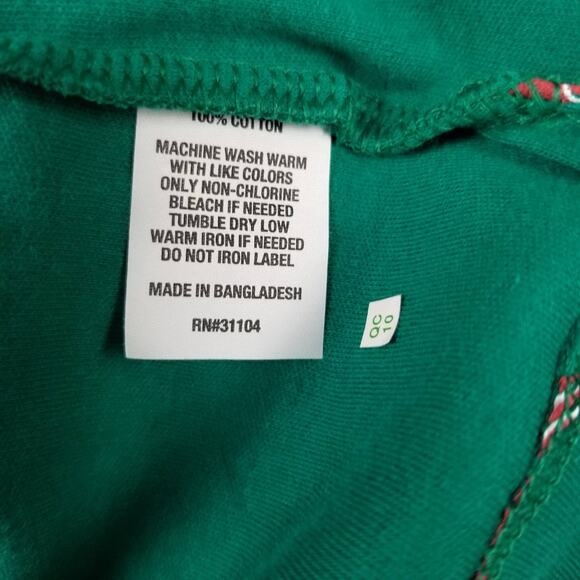 100% COTTON
MACHINE WASH WARM
WITH LIKE COLORS
ONLY NON-CHLORINE
BLEACH IF NEEDED
TUMBLE DRY LOW
WARM IRON IF NEEDED
DO NOT IRON LABEL
MADE IN BANGLADESH
RN#31104
QC
10